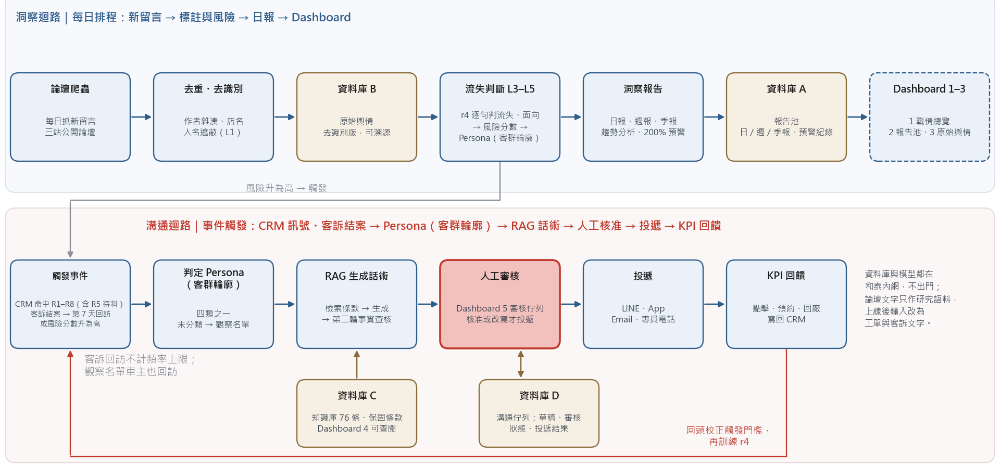 洞察迴路｜每日排程：新留言 → 標註與風險 → 日報 → Dashboard
論壇爬蟲
每日抓新留言
三站公開論壇
去重．去識別
作者雜湊、店名
人名遮蔽（L1）
資料庫 B
原始輿情
去識別版．可溯源
流失判斷 L3–L5
r4 逐句判流失、面向
→ 風險分數 →
Persona（客群輪廓）
洞察報告
日報．週報．季報
趨勢分析、200% 預警
資料庫 A
報告池
日 / 週 / 季報、預警紀錄
Dashboard 1–3
1 戰情總覽
2 報告池．3 原始輿情
風險升為高 → 觸發
溝通迴路｜事件觸發：CRM 訊號．客訴結案 → Persona（客群輪廓） → RAG 話術 → 人工核准 → 投遞 → KPI 回饋
觸發事件
CRM 命中 R1–R8（含 R5 待料）
客訴結案 → 第 7 天回訪
或風險分數升為高
判定 Persona
（客群輪廓）
四類之一
未分類 → 觀察名單
RAG 生成話術
檢索條款 → 生成
→ 第二輪事實查核
人工審核
Dashboard 5 審核佇列
核准或改寫才投遞
投遞
LINE．App
Email．專員電話
KPI 回饋
點擊．預約．回廠
寫回 CRM
資料庫與模型都在
和泰內網，不出門；
論壇文字只作研究語料，
上線後輸入改為
工單與客訴文字。
客訴回訪不計頻率上限；
觀察名單車主也回訪
資料庫 C
知識庫 76 條．保固條款
Dashboard 4 可查閱
資料庫 D
溝通佇列：草稿、審核
狀態、投遞結果
回頭校正觸發門檻，
再訓練 r4